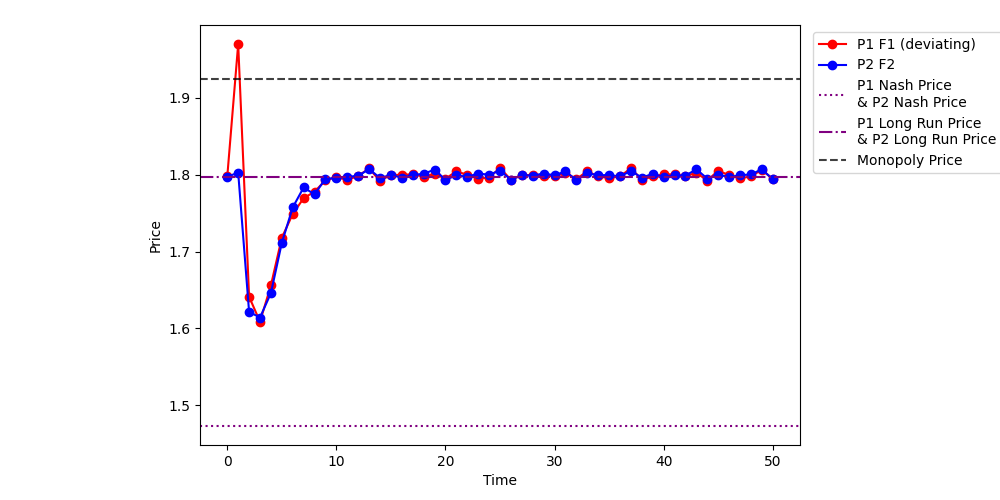 P1 F1 (deviating)
P2 F2
P1 Nash Price
& P2 Nash Price
P1 Long Run Price
& P2 Long Run Price
Monopoly Price
1.9
1.8
1.7
1.6
1.5
Price
0 10 20 30 40 50
Time